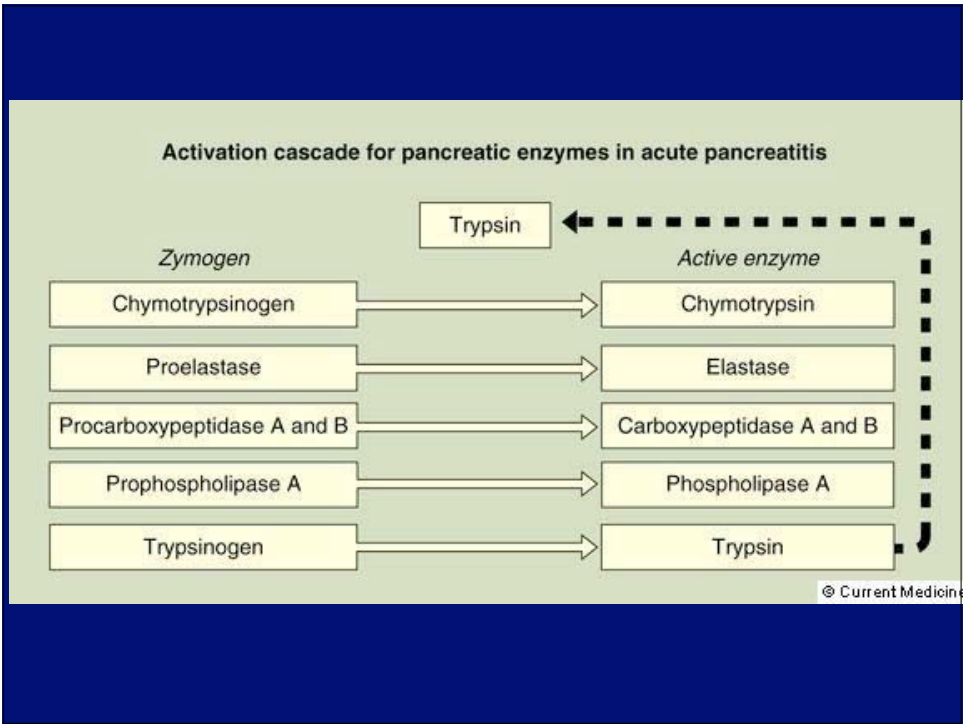 Activation cascade for pancreatic enzymes in acute pancreatitis
Trypsin
Zymogen Active enzyme
Chymotrypsinogen Chymotrypsin
Proelastase Elastase
Procarboxypeptidase A and B Carboxypeptidase A and B
Prophospholipase A Phospholipase A
Trypsinogen Trypsin
© Current Medicine